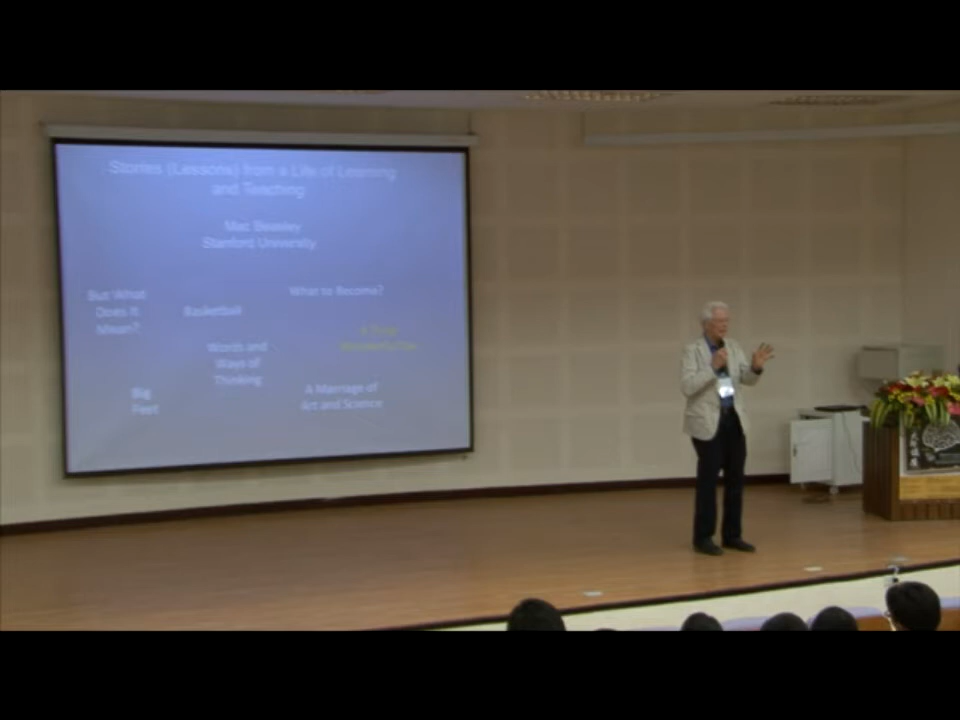 Stories (Lessons) from a Life of Learning
and Teaching
Mac Beasley
Stanford University
What to Become?
But What
Does It
Mean?
Basketball
Words and
Ways of
Thinking
Big
Feet
A Marriage of
Art and Science